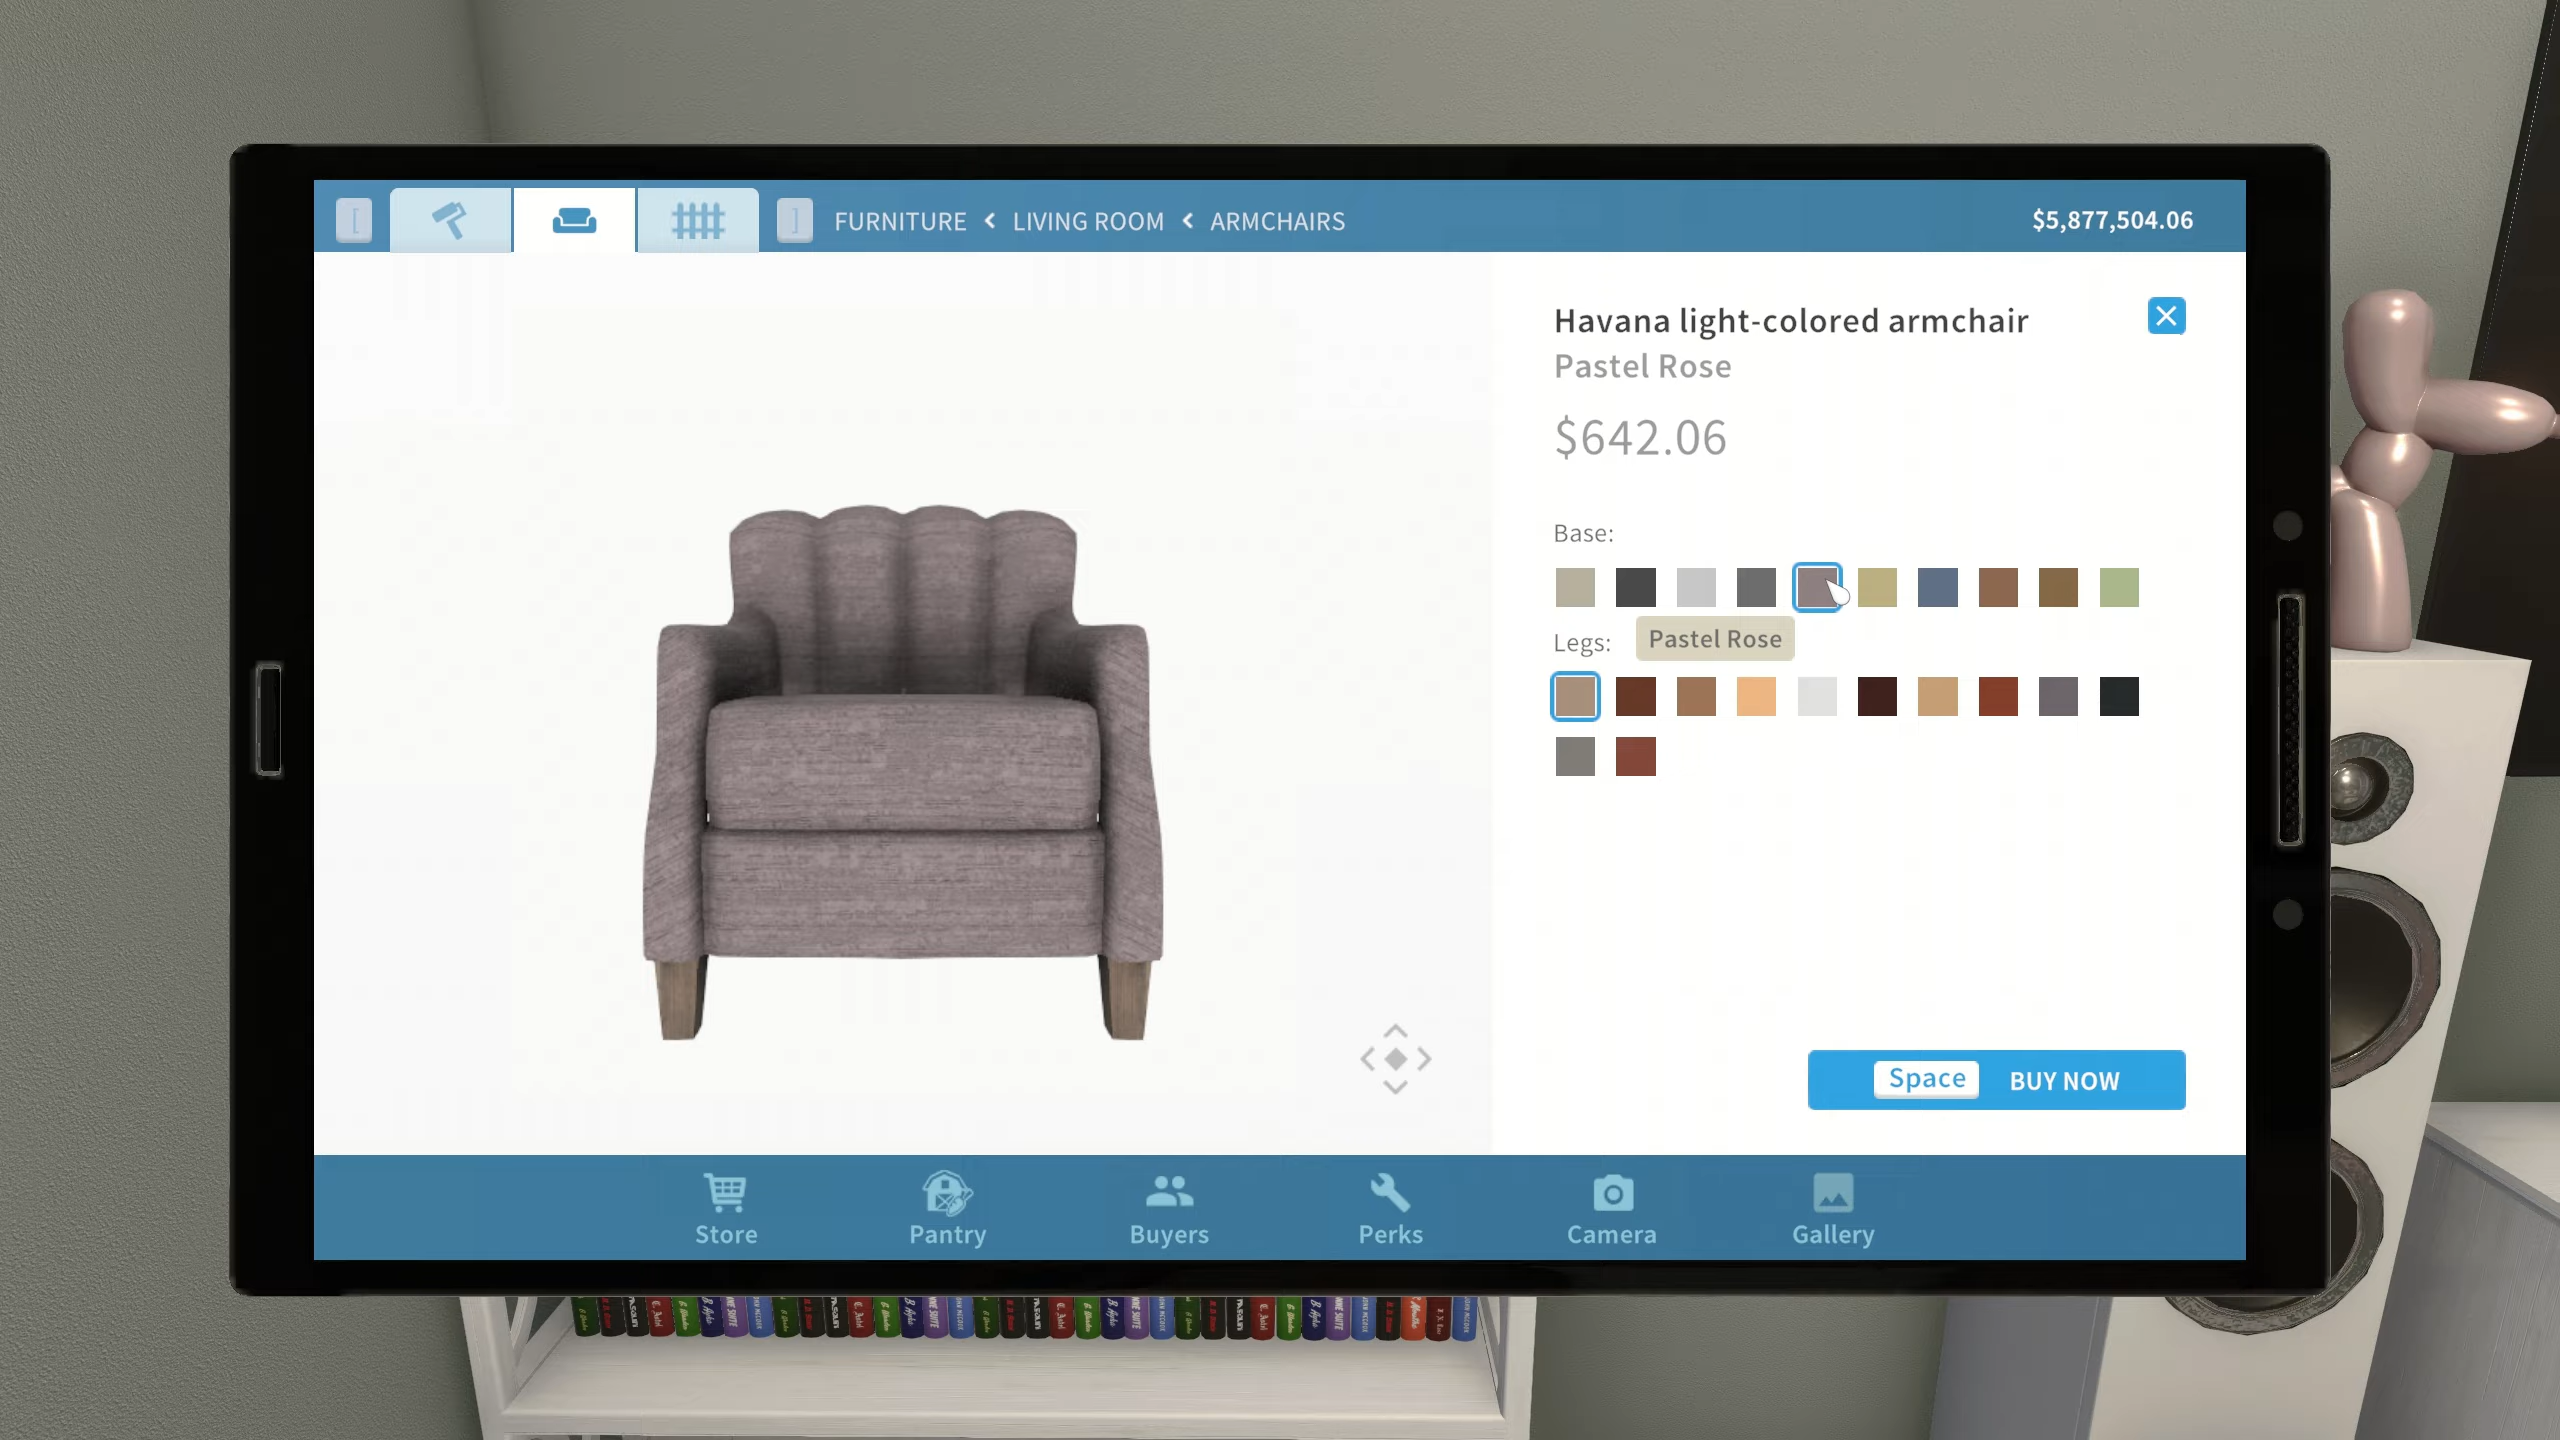 [
]
FURNITURE < LIVING ROOM < ARMCHAIRS
$5,877,504.06
Havana light-colored armchair
Pastel Rose
$642.06
Base:
Legs:
Pastel Rose
Space BUY NOW
Store
Pantry
Buyers
Perks
Camera
Gallery